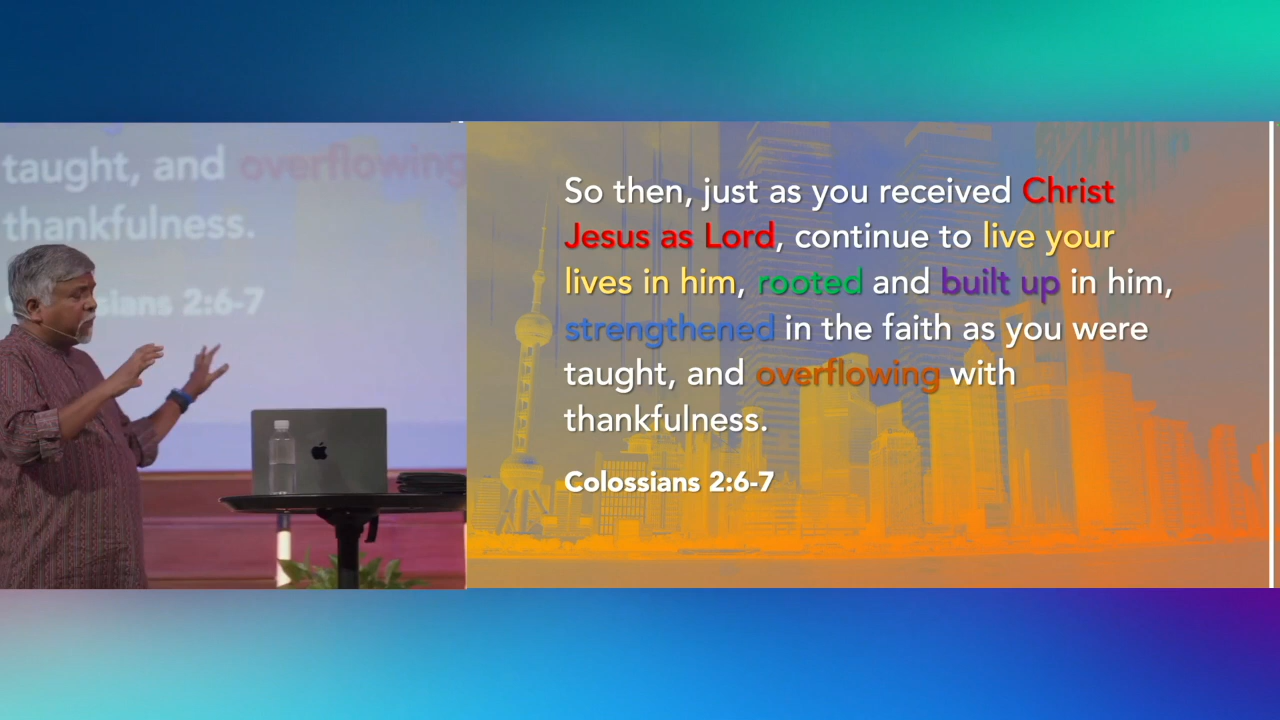 taught, and overflowing
thankfulness.
2:6-7
So then, just as you received Christ
Jesus as Lord, continue to live your
lives in him, rooted and built up in him,
strengthened in the faith as you were
taught, and overflowing with
thankfulness.
Colossians 2:6-7